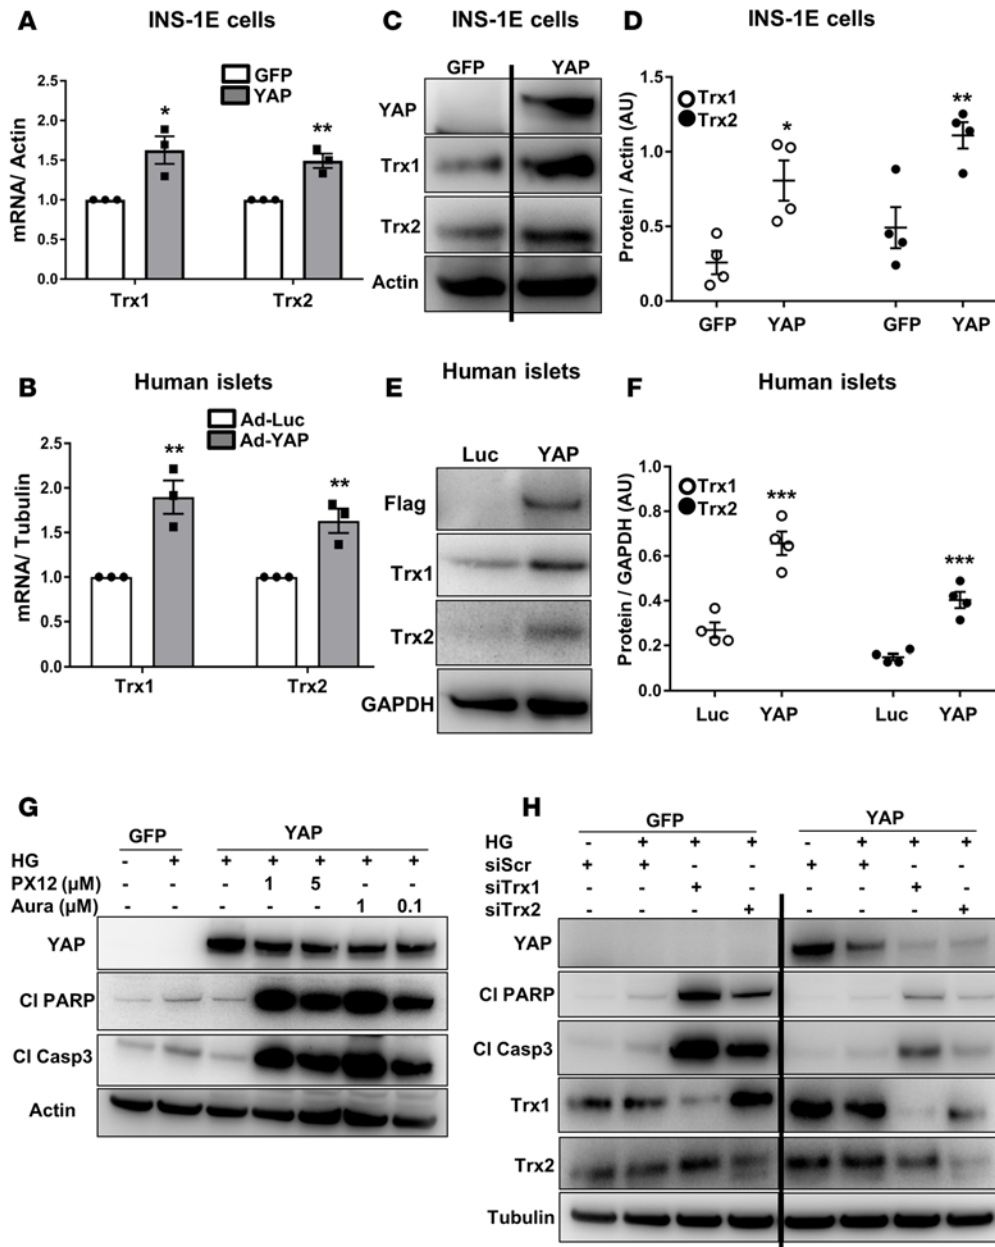 A INS-1E cells
GFP
YAP
mRNA/ Actin
2.5
2.0
1.5
1.0
0.5
0.0
*
**
Trx1 Trx2
C INS-1E cells
GFP YAP
YAP
Trx1
Trx2
Actin
D INS-1E cells
Protein / Actin (AU)
1.5
1.0
0.5
0.0
Trx1
Trx2
*
**
GFP YAP GFP YAP
B Human islets
Ad-Luc
Ad-YAP
mRNA/ Tubulin
2.5
2.0
1.5
1.0
0.5
0.0
**
**
Trx1 Trx2
E Human islets
Luc YAP
Flag
Trx1
Trx2
GAPDH
F Human islets
Protein / GAPDH (AU)
1.0
0.8
0.6
0.4
0.2
0.0
Trx1
Trx2
***
***
Luc YAP Luc YAP
G
GFP YAP
HG - + + + + + +
PX12 (µM) - - - 1 5 - -
Aura (µM) - - - - - 1 0.1
YAP
Cl PARP
Cl Casp3
Actin
H
GFP YAP
HG - + + + - + + +
siScr + + - - + + - -
siTrx1 - - + - - - + -
siTrx2 - - - + - - - +
YAP
Cl PARP
Cl Casp3
Trx1
Trx2
Tubulin